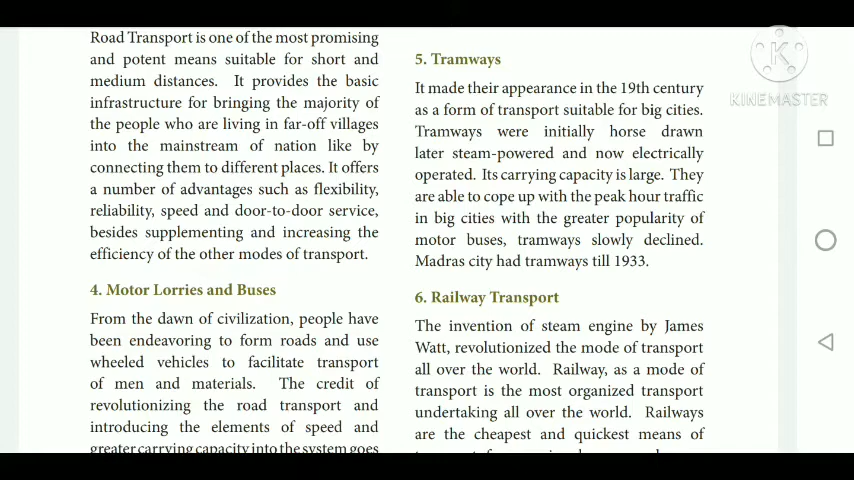 Road Transport is one of the most promising
and potent means suitable for short and
medium distances. It provides the basic
infrastructure for bringing the majority of
the people who are living in far-off villages
into the mainstream of nation like by
connecting them to different places. It offers
a number of advantages such as flexibility,
reliability, speed and door-to-door service,
besides supplementing and increasing the
efficiency of the other modes of transport.
4. Motor Lorries and Buses
From the dawn of civilization, people have
been endeavoring to form roads and use
wheeled vehicles to facilitate transport
of men and materials. The credit of
revolutionizing the road transport and
introducing the elements of speed and
greater carrying capacity into the system goes
5. Tramways
It made their appearance in the 19th century
as a form of transport suitable for big cities.
Tramways were initially horse drawn
later steam-powered and now electrically
operated. Its carrying capacity is large. They
are able to cope up with the peak hour traffic
in big cities with the greater popularity of
motor buses, tramways slowly declined.
Madras city had tramways till 1933.
6. Railway Transport
The invention of steam engine by James
Watt, revolutionized the mode of transport
all over the world. Railway, as a mode of
transport is the most organized transport
undertaking all over the world. Railways
are the cheapest and quickest means of
K
KINEMASTER